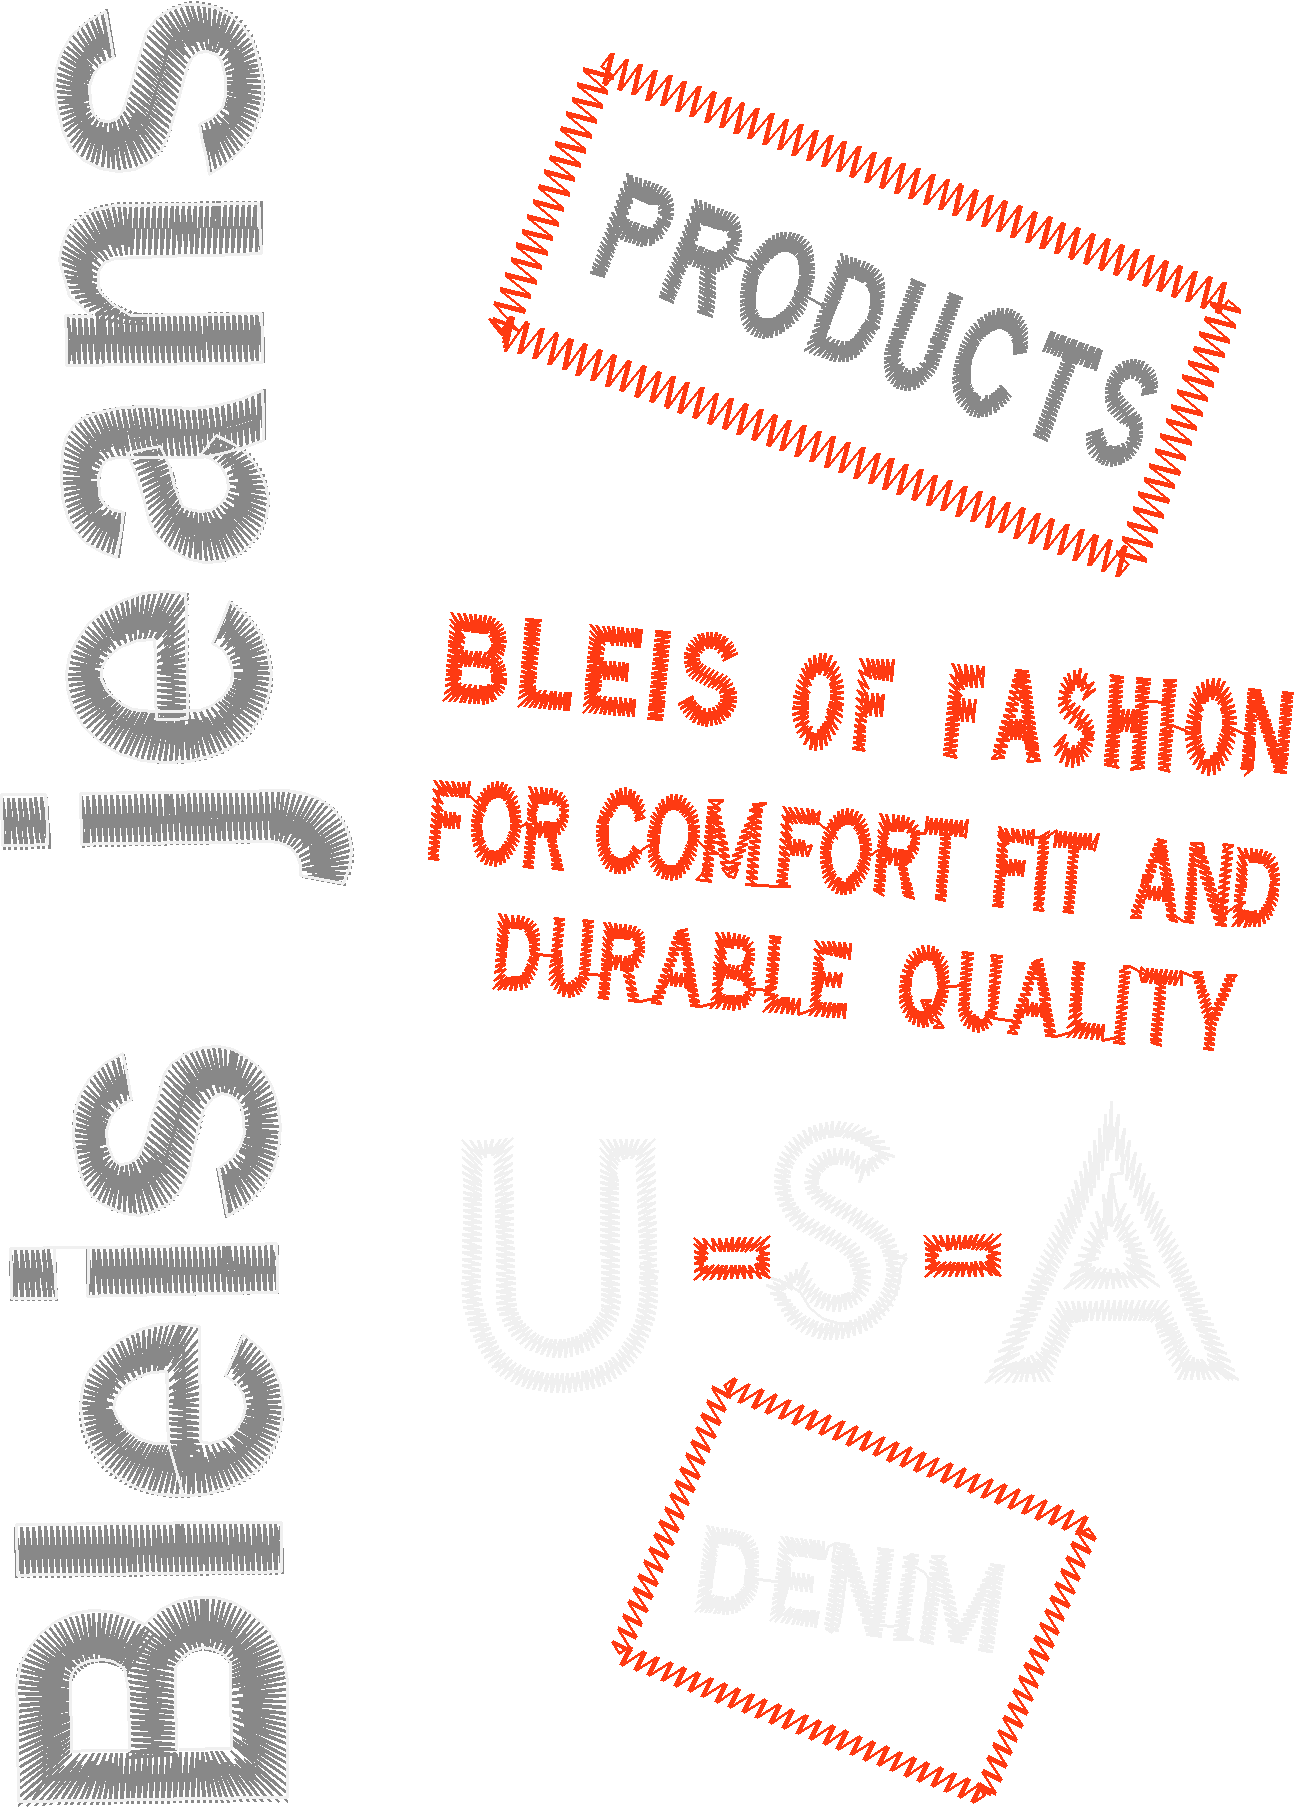 Bleis jeans
PRODUCTS
BLEIS OF FASHION
FOR COMFORT FIT AND
DURABLE QUALITY
U-S-A
DENIM